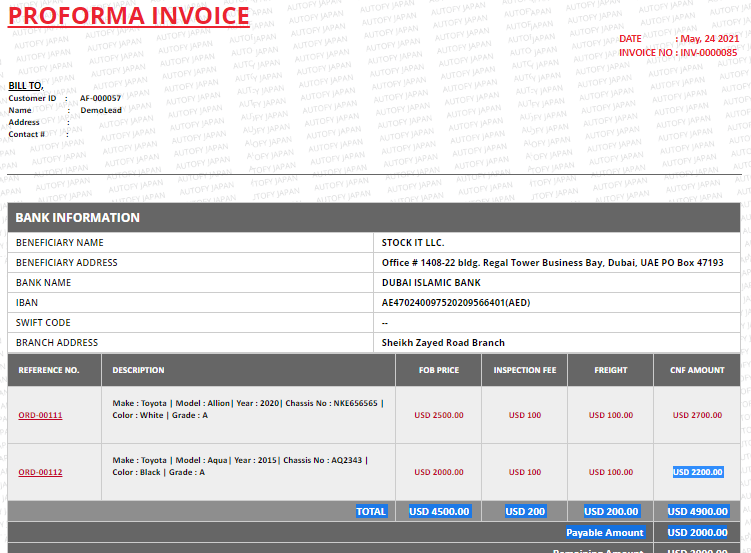 PROFORMA INVOICE
DATE : May, 24 2021
INVOICE NO : INV-0000085
BILL TO,
Customer ID : AF-000057
Name : DemoLead
Address :
Contact # :
AUTOFY JAPAN
BANK INFORMATION
BENEFICIARY NAME STOCK IT LLC.
BENEFICIARY ADDRESS Office # 1408-22 bldg. Regal Tower Business Bay, Dubai, UAE PO Box 47193
BANK NAME DUBAI ISLAMIC BANK
IBAN AE470240097520209566401(AED)
SWIFT CODE --
BRANCH ADDRESS Sheikh Zayed Road Branch
REFERENCE NO. DESCRIPTION FOB PRICE INSPECTION FEE FREIGHT CNF AMOUNT
Make : Toyota | Model : Allion| Year : 2020| Chassis No : NKE656565 |
ORD-00111 Color : White | Grade : A USD 2500.00 USD 100 USD 100.00 USD 2700.00
Make : Toyota | Model : Aqua| Year : 2015| Chassis No : AQ2343 |
ORD-00112 Color : Black | Grade : A USD 2000.00 USD 100 USD 100.00 USD 2200.00
TOTAL USD 4500.00 USD 200 USD 200.00 USD 4900.00
Payable Amount USD 2000.00
Remaining Amount